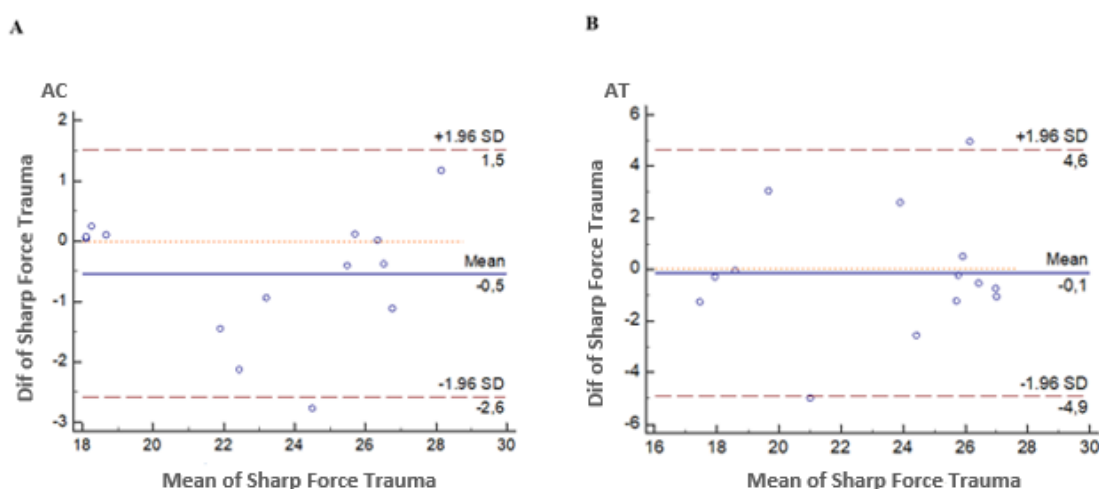 A
AC
Dif of Sharp Force Trauma
2
1
0
-1
-2
-3
+1.96 SD
1,5
Mean
-0,5
-1.96 SD
-2,6
18 20 22 24 26 28 30
Mean of Sharp Force Trauma
B
AT
Dif of Sharp Force Trauma
6
4
2
0
-2
-4
-6
+1.96 SD
4,6
Mean
-0,1
-1.96 SD
-4,9
16 18 20 22 24 26 28 30
Mean of Sharp Force Trauma